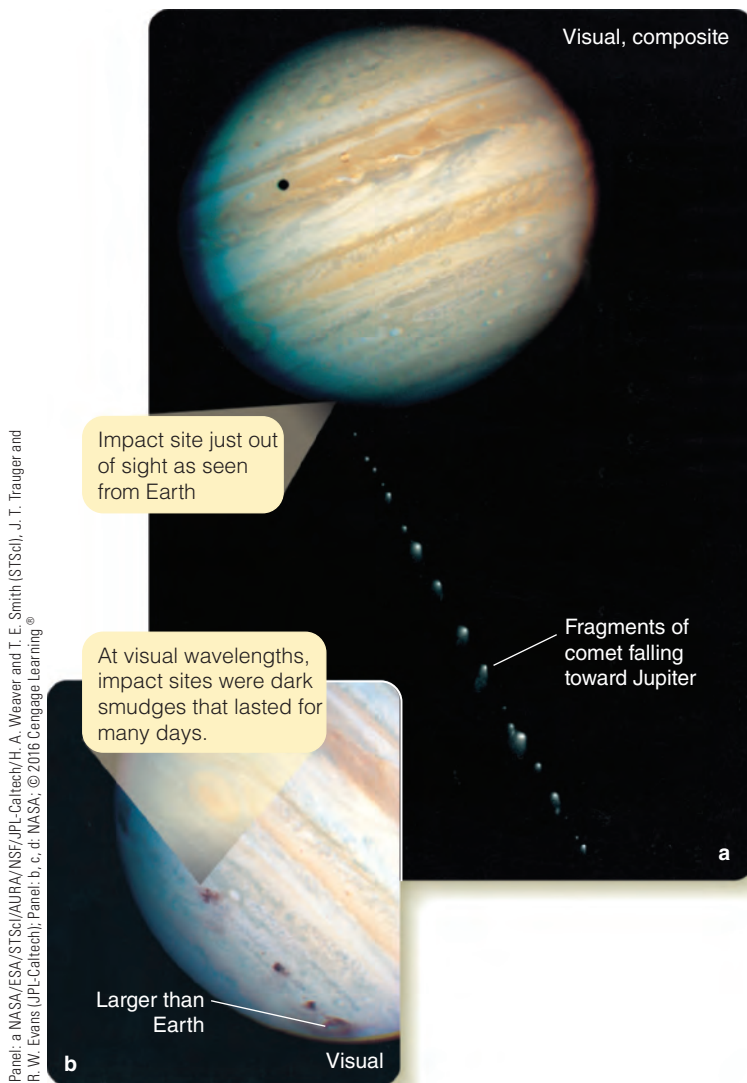 Visual, composite
Impact site just out
of sight as seen
from Earth
Fragments of
comet falling
toward Jupiter
a
At visual wavelengths,
impact sites were dark
smudges that lasted for
many days.
Larger than
Earth
b
Visual
Panel: a NASA/ESA/STScI/AURA/NSF/JPL-Caltech/H. A. Weaver and T. E. Smith (STScI), J. T. Trauger and
R. W. Evans (JPL-Caltech); Panel: b, c, d: NASA; © 2016 Cengage Learning®